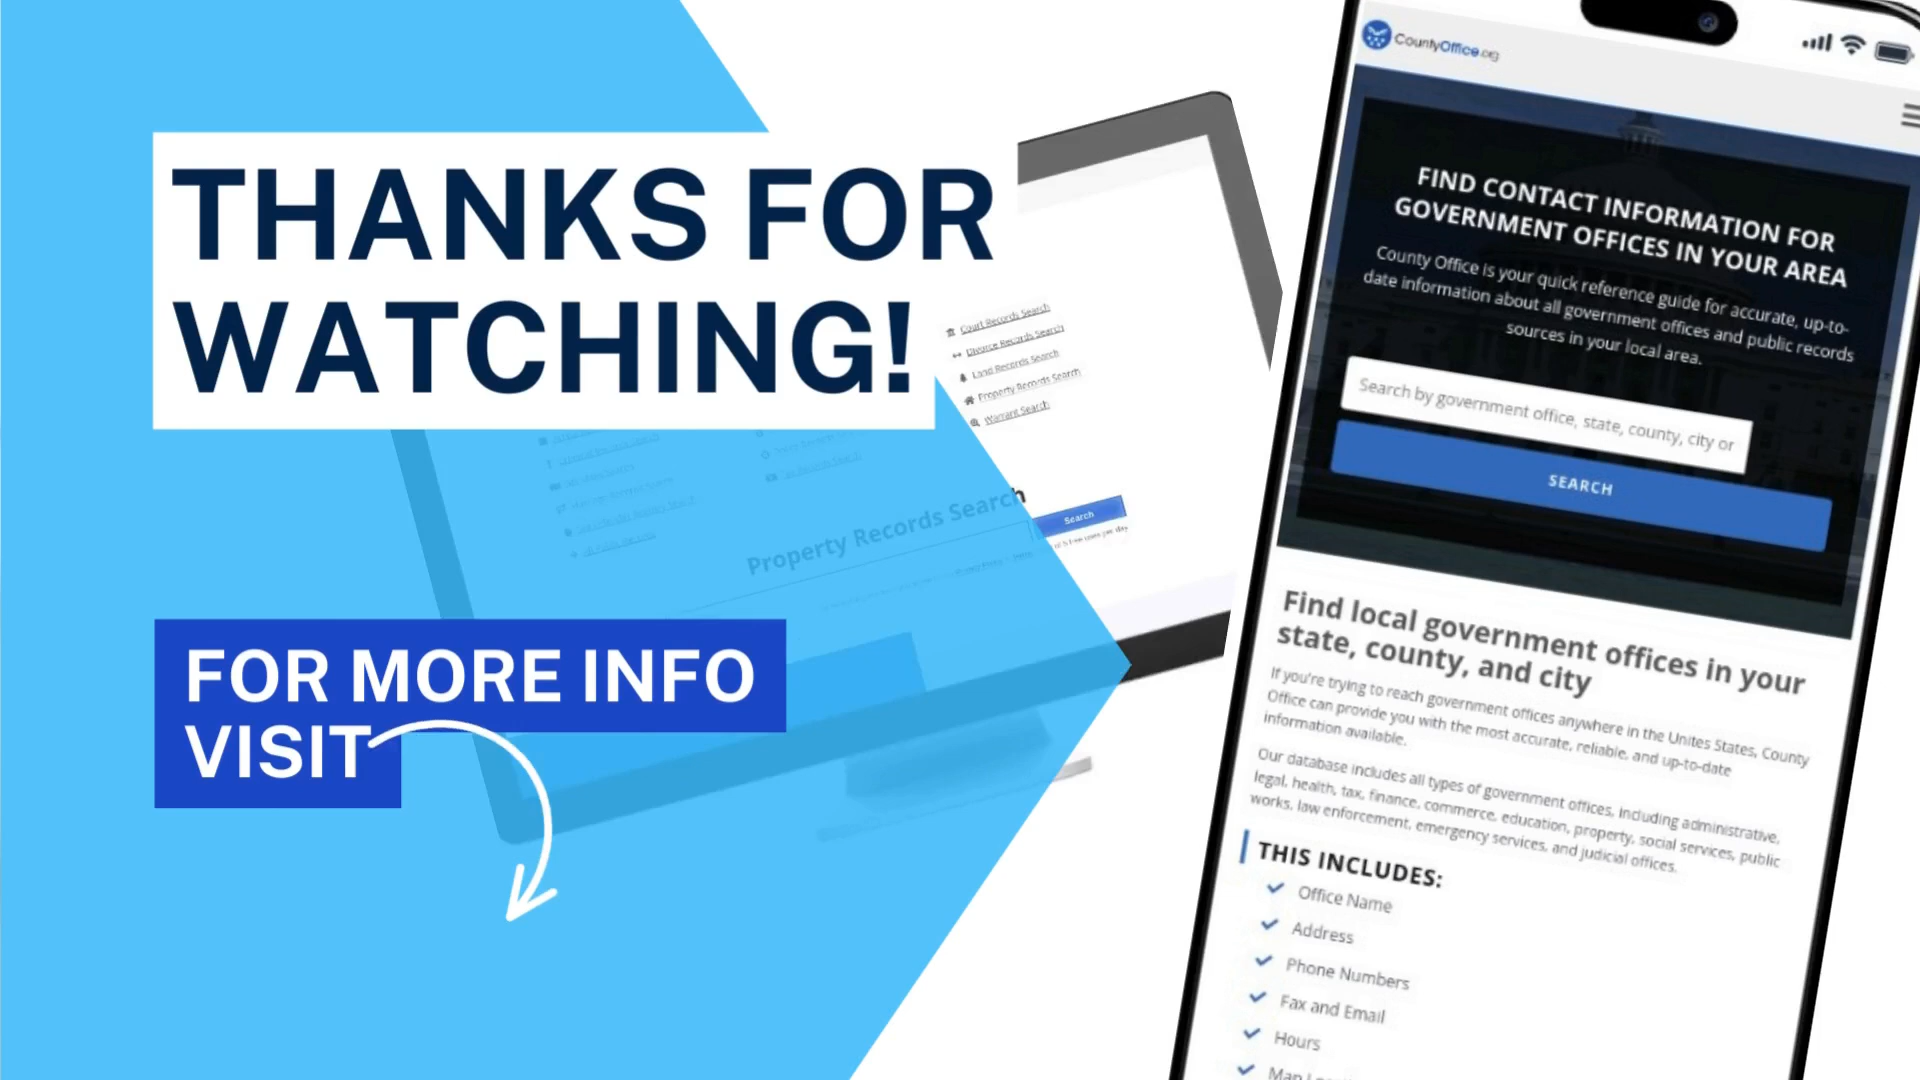 THANKS FOR
WATCHING!
FOR MORE INFO
VISIT
Court Records Search
Divorce Records Search
Land Records Search
Property Records Search
Warrant Search
Property Records Search
Search
CountyOffice.org
FIND CONTACT INFORMATION FOR
GOVERNMENT OFFICES IN YOUR AREA
County Office is your quick reference guide for accurate, up-to-
date information about all government offices and public records
sources in your local area.
Search by government office, state, county, city or
SEARCH
Find local government offices in your
state, county, and city
If you're trying to reach government offices anywhere in the Unites States, County
Office can provide you with the most accurate, reliable, and up-to-date
information available.
Our database includes all types of government offices, including administrative,
legal, health, tax, finance, commerce, education, property, social services, public
works, law enforcement, emergency services, and judicial offices.
THIS INCLUDES:
Office Name
Address
Phone Numbers
Fax and Email
Hours
Map